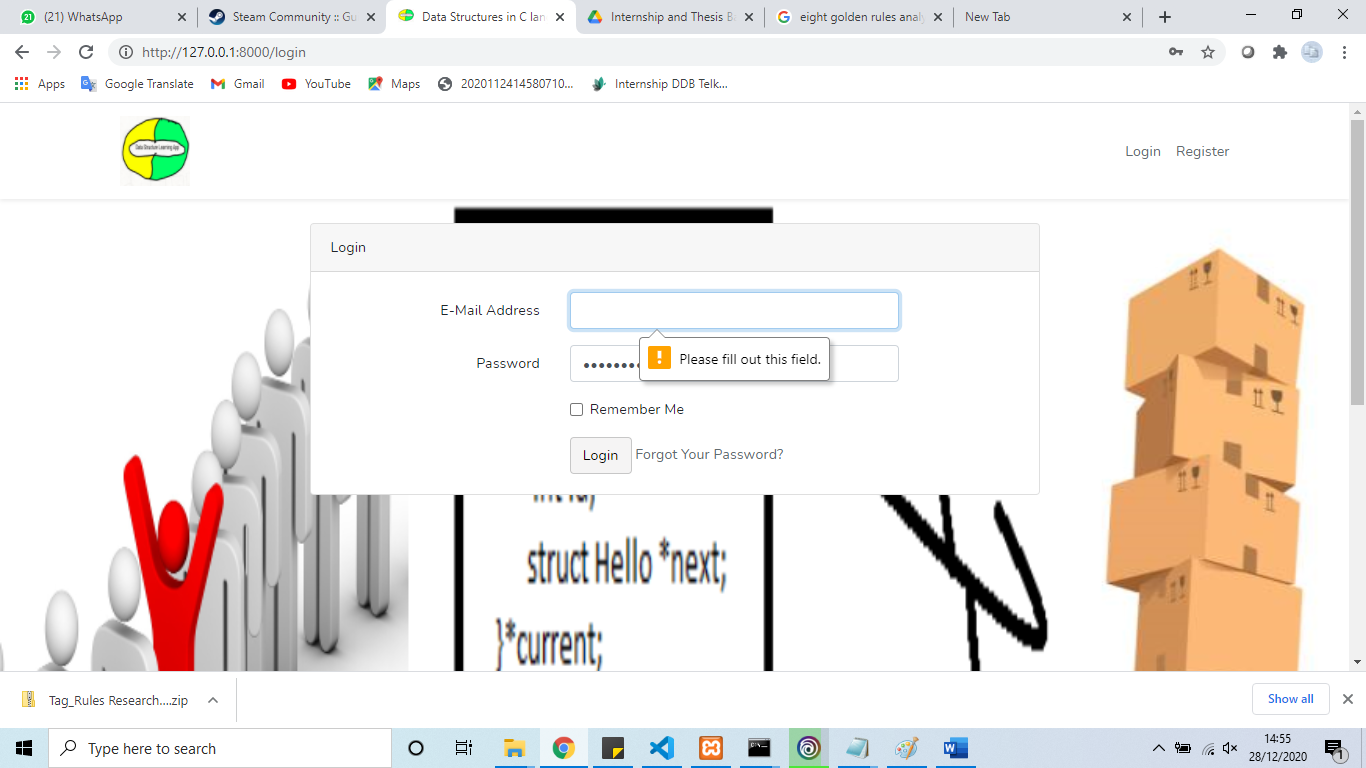 (21) WhatsApp
Steam Community :: Gu
Data Structures in C lan
Internship and Thesis B
eight golden rules analy
New Tab
http://127.0.0.1:8000/login
Apps
Google Translate
Gmail
YouTube
Maps
2020112414580710...
Internship DDB Telk...
Data Structure Learning App
Login
Register
Login
E-Mail Address
Please fill out this field.
Password
Remember Me
Login
Forgot Your Password?
int id;
struct Hello *next;
}*current;
Tag_Rules Research....zip
Show all
Type here to search
14:55
28/12/2020
1